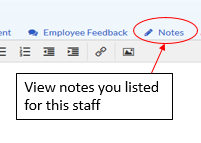 ent Employee Feedback Notes
View notes you listed
for this staff